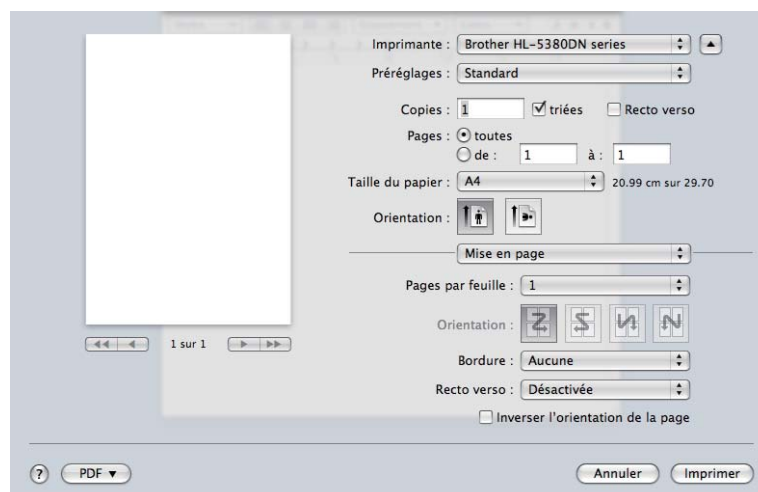 Imprimante : Brother HL-5380DN series
Préréglages : Standard
Copies : 1 triées Recto verso
Pages : toutes
de : 1 à : 1
Taille du papier : A4 20.99 cm sur 29.70
Orientation :
Mise en page
Pages par feuille : 1
Orientation :
1 sur 1
Bordure : Aucune
Recto verso : Désactivée
Inverser l'orientation de la page
? PDF Annuler Imprimer